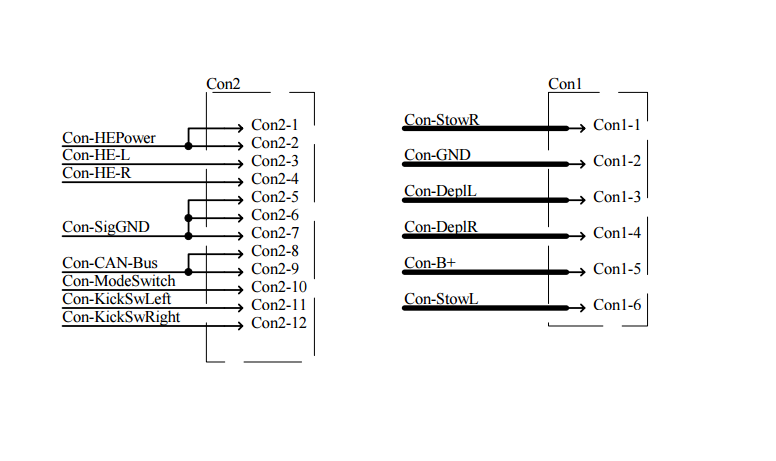 Con2
Con-HEPower
Con-HE-L
Con-HE-R
Con-SigGND
Con-CAN-Bus
Con-ModeSwitch
Con-KickSwLeft
Con-KickSwRight
Con2-1
Con2-2
Con2-3
Con2-4
Con2-5
Con2-6
Con2-7
Con2-8
Con2-9
Con2-10
Con2-11
Con2-12
Con1
Con-StowR
Con-GND
Con-DeplL
Con-DeplR
Con-B+
Con-StowL
Con1-1
Con1-2
Con1-3
Con1-4
Con1-5
Con1-6